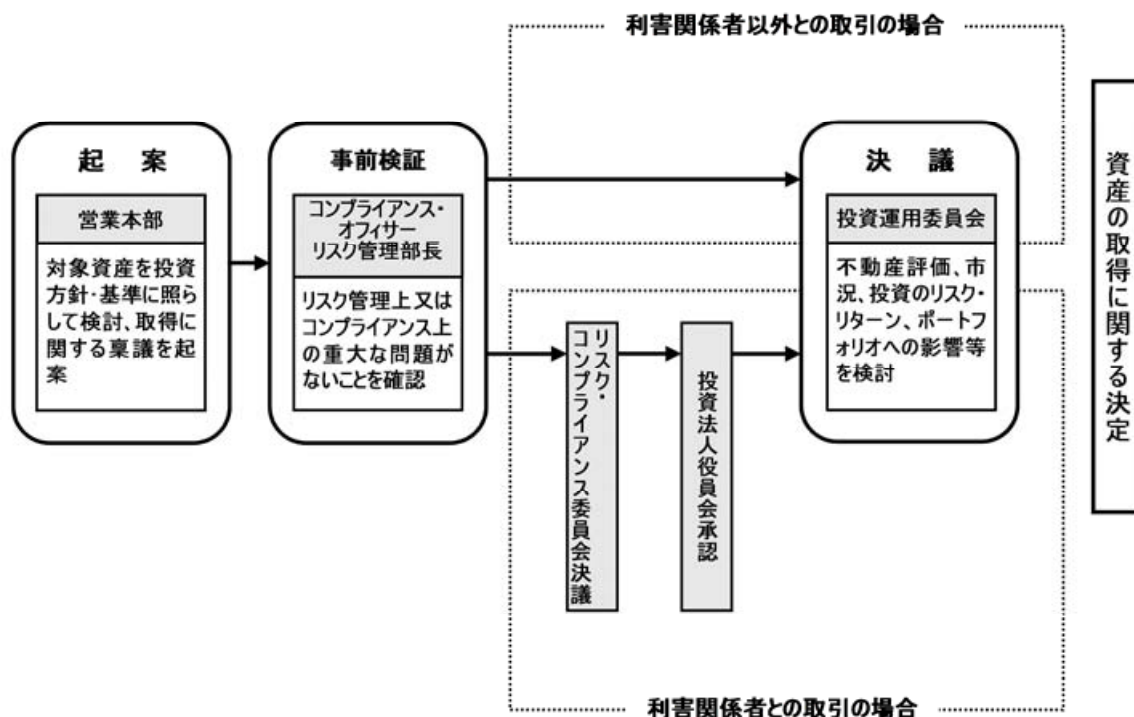 利害関係者以外との取引の場合
起　案
営業本部
対象資産を投資
方針・基準に照ら
して検討、取得に
関する稟議を起
案
事前検証
コンプライアンス・
オフィサー
リスク管理部長
リスク管理上又は
コンプライアンス上
の重大な問題が
ないことを確認
リスク・
コンプライアンス委員会決議
投資法人役員会承認
決　議
投資運用委員会
不動産評価、市
況、投資のリスク・
リターン、ポートフ
ォリオへの影響等
を検討
資産の取得に関する決定
利害関係者との取引の場合